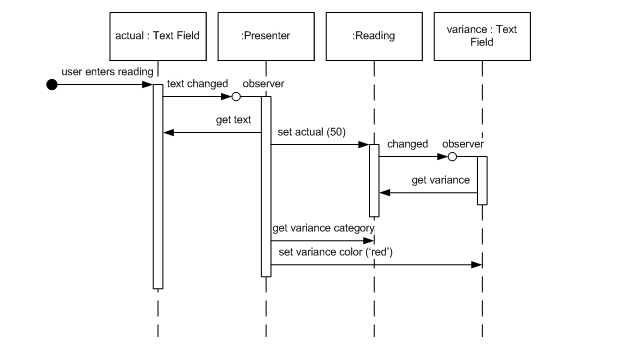 actual : Text Field
:Presenter
:Reading
variance : Text
Field
user enters reading
text changed
observer
get text
set actual (50)
changed
observer
get variance
get variance category
set variance color (‘red’)